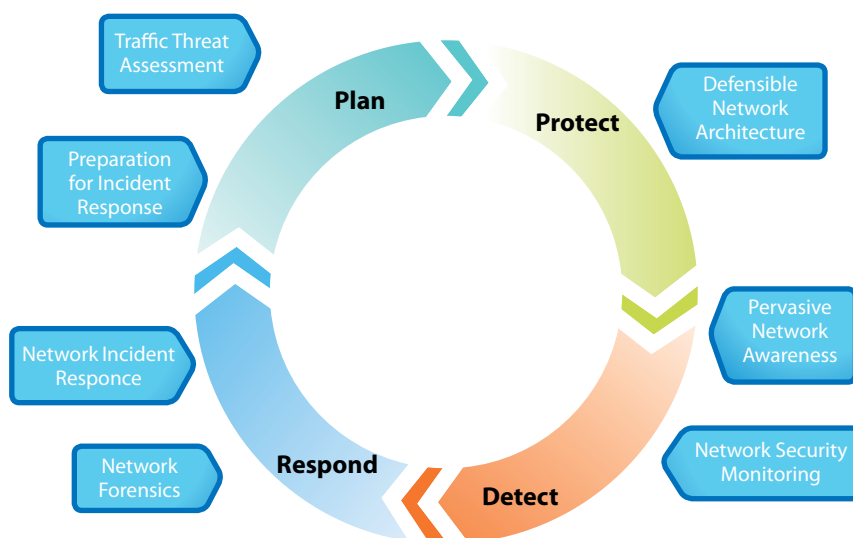 Traffic Threat
Assessment
Plan
Protect
Defensible
Network
Architecture
Preparation
for Incident
Response
Pervasive
Network
Awareness
Network Incident
Responce
Network
Forensics
Respond
Detect
Network Security
Monitoring